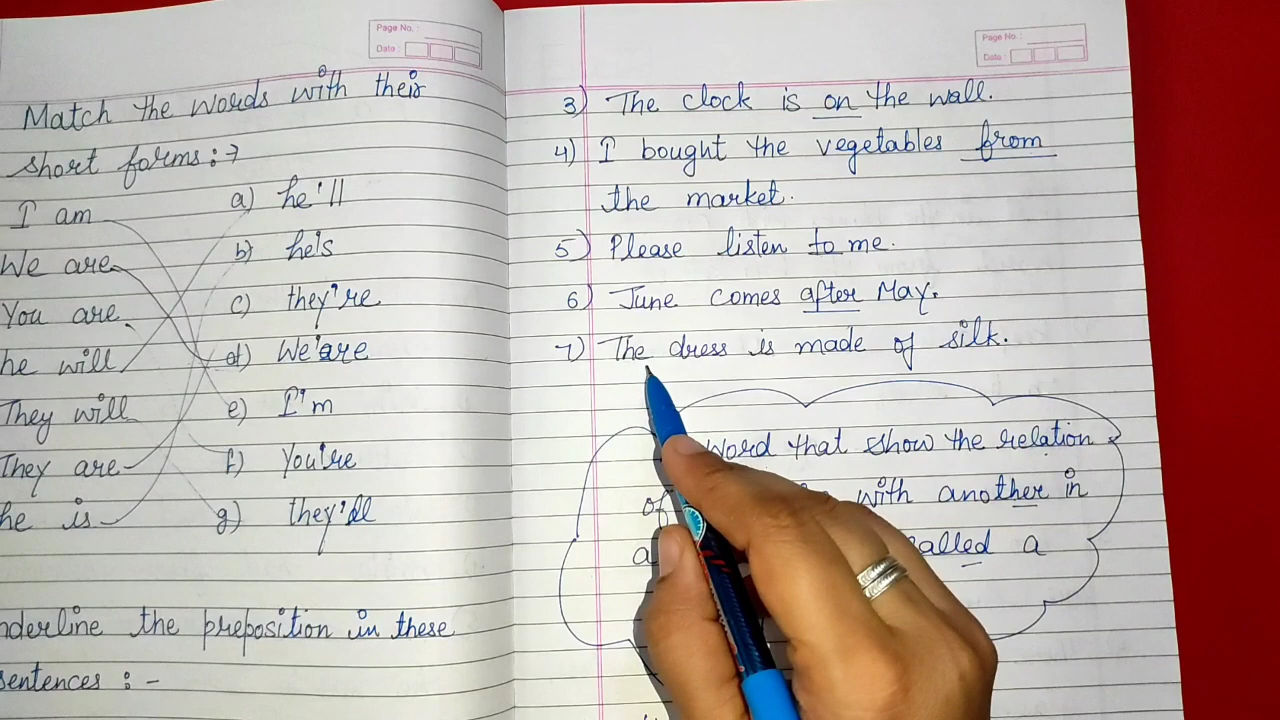 Page No. :
Date :
Match the words with their
short forms :→
I am
a) he'll
We are
b) he's
You are
c) they're
he will
d) We'are
They will
e) I'm
They are
f) You're
he is
g) they'll
nderline the preposition in these
sentences : -
Page No. :
Date :
3) The clock is on the wall.
4) I bought the vegetables from
the market.
5) Please listen to me.
6) June comes after May.
7) The dress is made of silk.
word that show the relation
of with another in
a called a